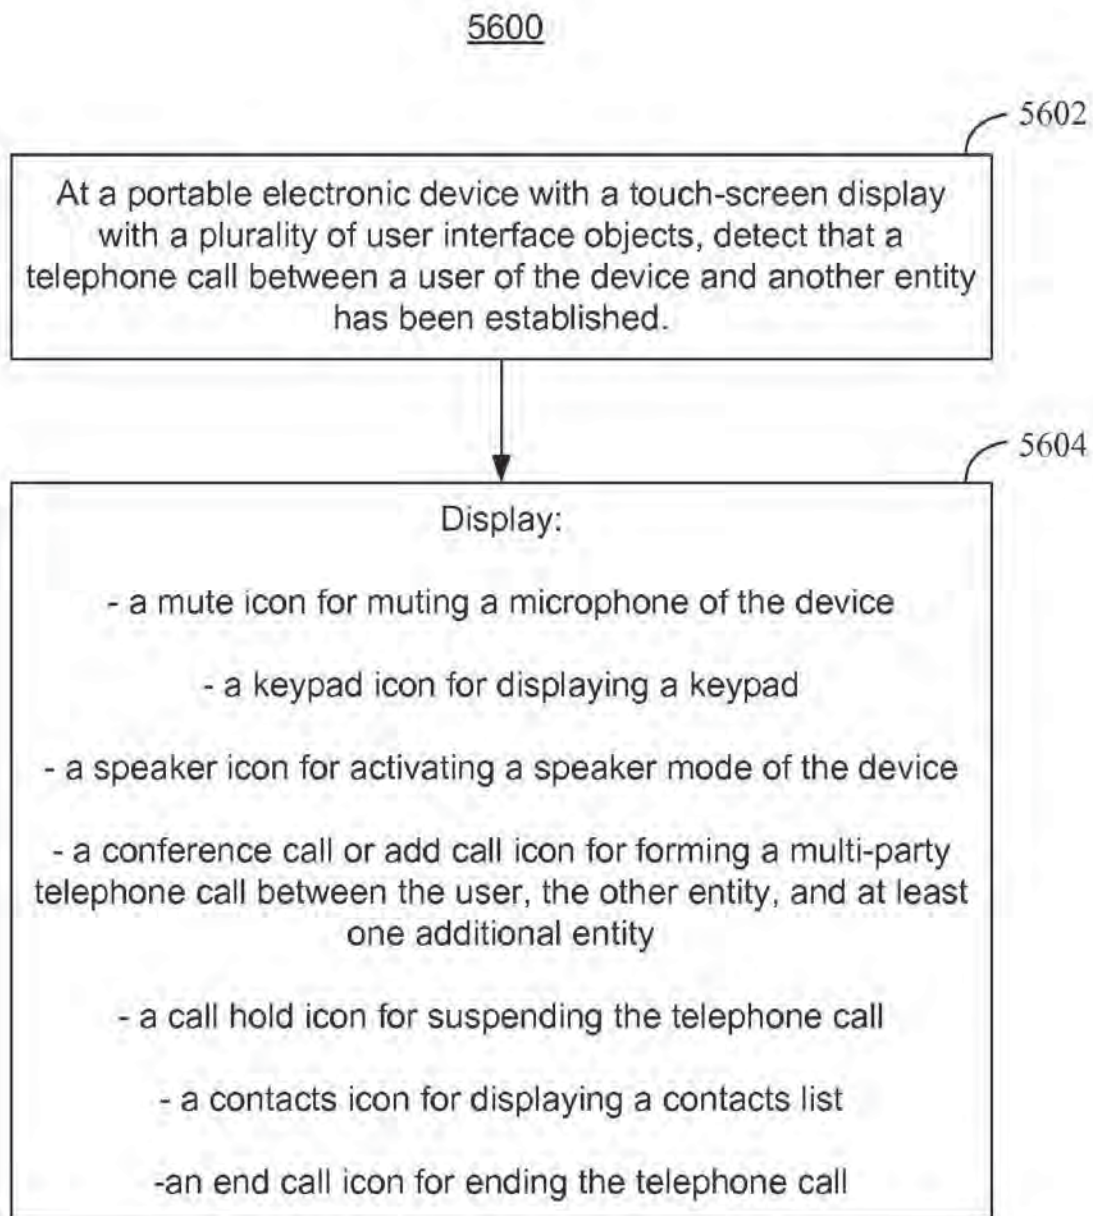 5600
5602
At a portable electronic device with a touch-screen display
with a plurality of user interface objects, detect that a
telephone call between a user of the device and another entity
has been established.
5604
Display:
- a mute icon for muting a microphone of the device
- a keypad icon for displaying a keypad
- a speaker icon for activating a speaker mode of the device
- a conference call or add call icon for forming a multi-party
telephone call between the user, the other entity, and at least
one additional entity
- a call hold icon for suspending the telephone call
- a contacts icon for displaying a contacts list
-an end call icon for ending the telephone call